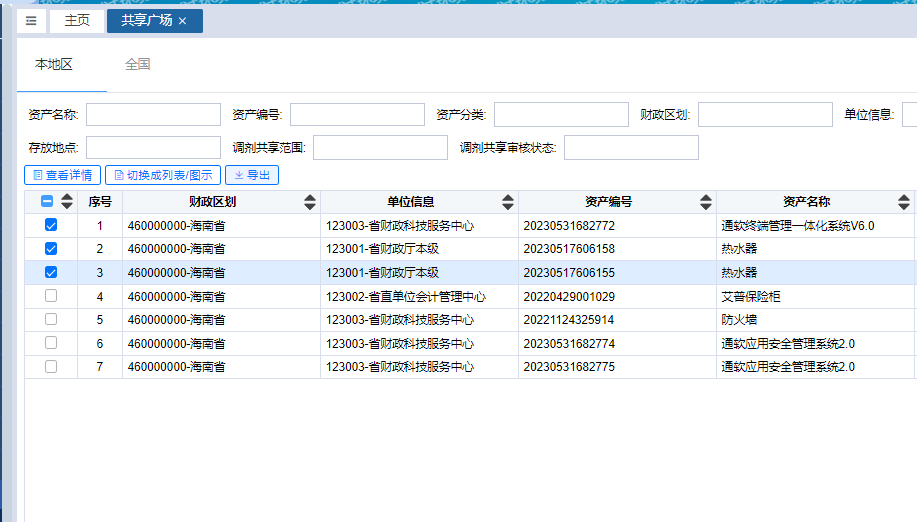 主页 共享广场 ×
本地区 全国
资产名称: 资产编号: 资产分类: 财政区划: 单位信息:
存放地点: 调剂共享范围: 调剂共享审核状态:
查看详情 切换成列表/图示 导出
序号 财政区划 单位信息 资产编号 资产名称
1 460000000-海南省 123003-省财政科技服务中心 20230531682772 通软终端管理一体化系统V6.0
2 460000000-海南省 123001-省财政厅本级 20230517606158 热水器
3 460000000-海南省 123001-省财政厅本级 20230517606155 热水器
4 460000000-海南省 123002-省直单位会计管理中心 20220429001029 艾普保险柜
5 460000000-海南省 123003-省财政科技服务中心 20221124325914 防火墙
6 460000000-海南省 123003-省财政科技服务中心 20230531682774 通软应用安全管理系统2.0
7 460000000-海南省 123003-省财政科技服务中心 20230531682775 通软应用安全管理系统2.0